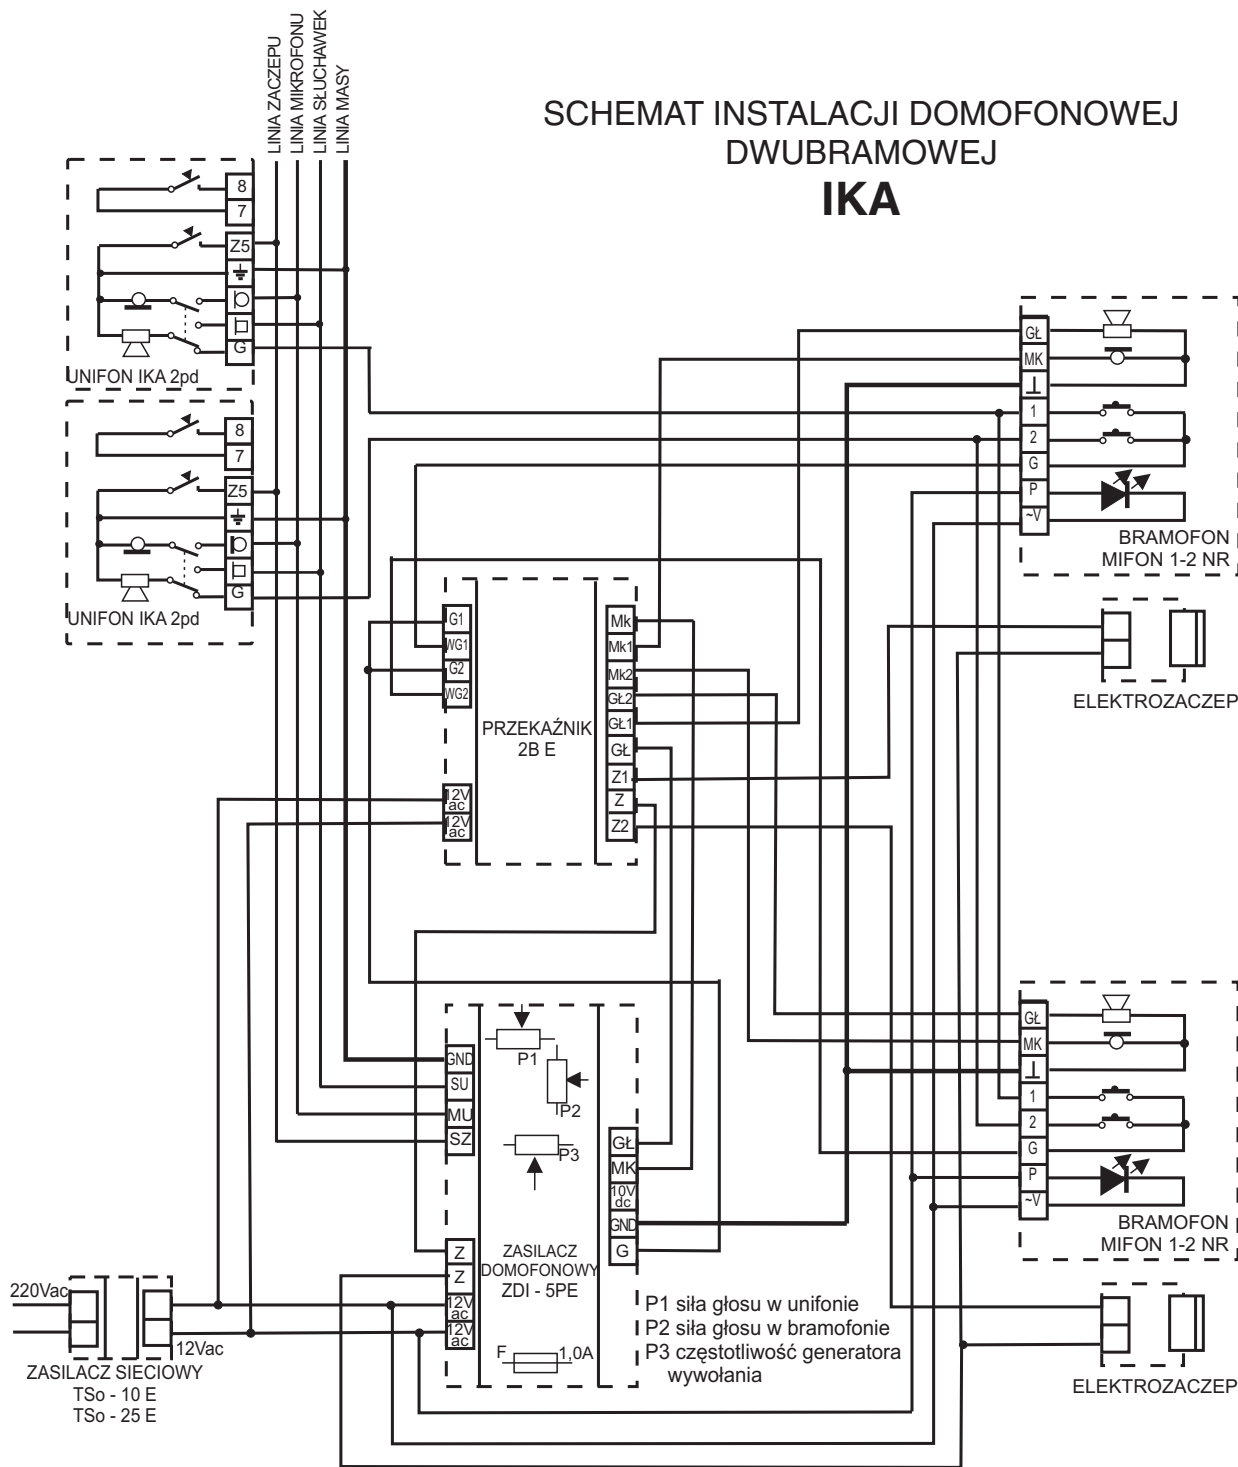 LINIA ZACZEPU
LINIA MIKROFONU
LINIA SŁUCHAWEK
LINIA MASY
SCHEMAT INSTALACJI DOMOFONOWEJ
DWUBRAMOWEJ
IKA
8
7
Z5
G
UNIFON IKA 2pd
8
7
Z5
G
UNIFON IKA 2pd
GŁ
MK
1
2
G
P
~V
BRAMOFON
MIFON 1-2 NR
ELEKTROZACZEP
G1
WG1
G2
WG2
12V
ac
12V
ac
PRZEKAŹNIK
2B E
Mk
Mk1
Mk2
GŁ2
GŁ1
GŁ
Z1
Z
Z2
GND
SU
MU
SZ
Z
Z
12V
ac
12V
ac
P1
P2
P3
ZASILACZ
DOMOFONOWY
ZDI - 5PE
F
1,0A
GŁ
MK
10V
dc
GND
G
GŁ
MK
1
2
G
P
~V
BRAMOFON
MIFON 1-2 NR
ELEKTROZACZEP
220Vac
12Vac
ZASILACZ SIECIOWY
TSo - 10 E
TSo - 25 E
P1 siła głosu w unifonie
P2 siła głosu w bramofonie
P3 częstotliwość generatora
wywołania